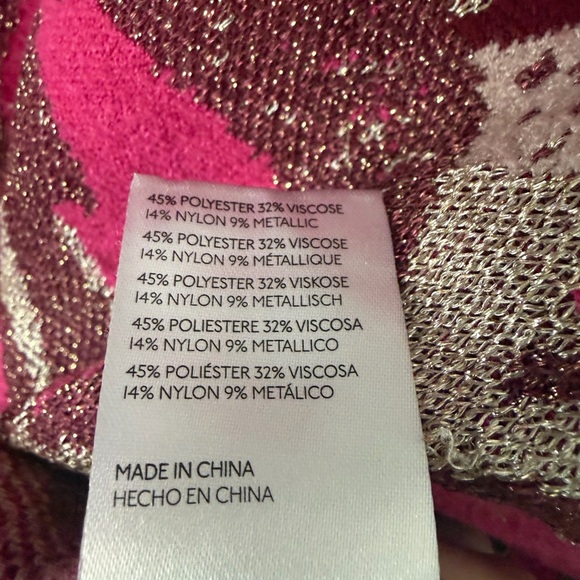 45% POLYESTER 32% VISCOSE
14% NYLON 9% METALLIC
45% POLYESTER 32% VISCOSE
14% NYLON 9% MÉTALLIQUE
45% POLYESTER 32% VISKOSE
14% NYLON 9% METALLISCH
45% POLIESTERE 32% VISCOSA
14% NYLON 9% METALLICO
45% POLIÉSTER 32% VISCOSA
14% NYLON 9% METÁLICO
MADE IN CHINA
HECHO EN CHINA